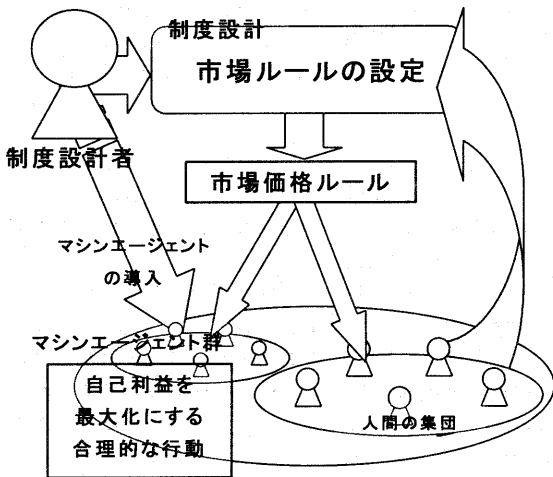 制度設計
市場ルールの設定
制度設計者
市場価格ルール
マシンエージェント
の導入
マシンエージェント群
自己利益を
最大化にする
合理的な行動
人間の集団